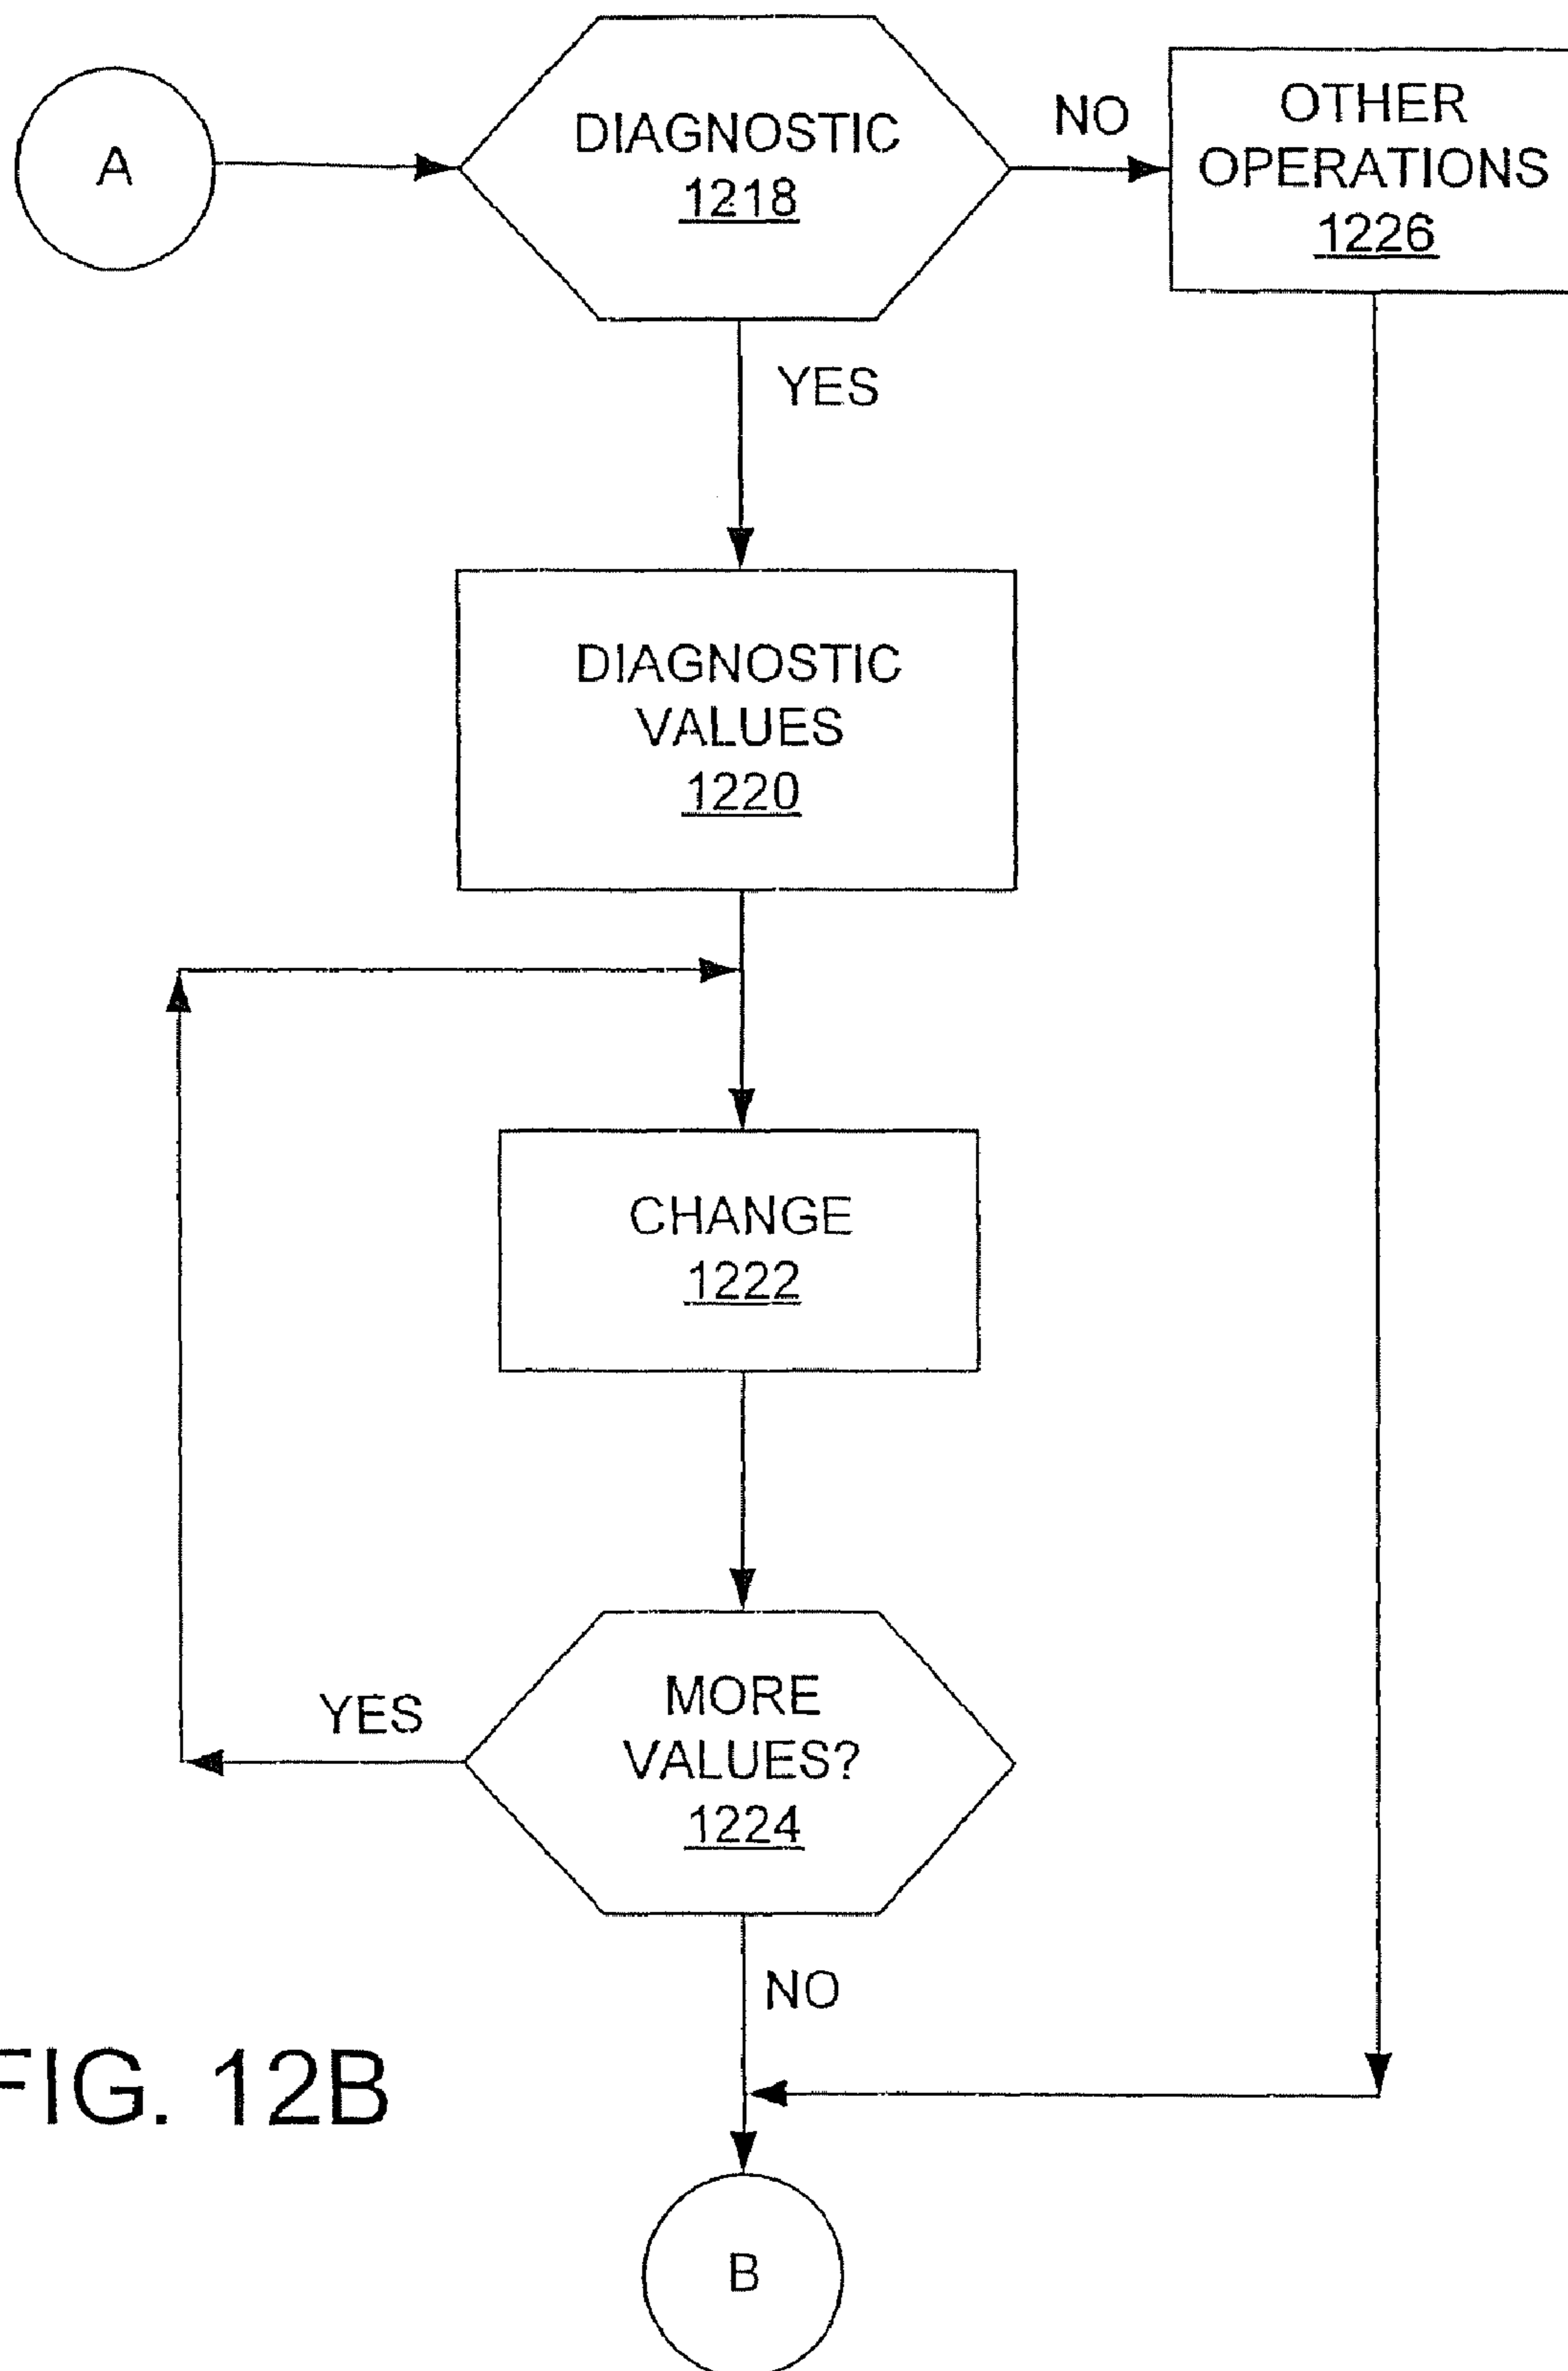 A
DIAGNOSTIC
1218
NO
OTHER
OPERATIONS
1226
YES
DIAGNOSTIC
VALUES
1220
CHANGE
1222
YES
MORE
VALUES?
1224
NO
FIG. 12B
B